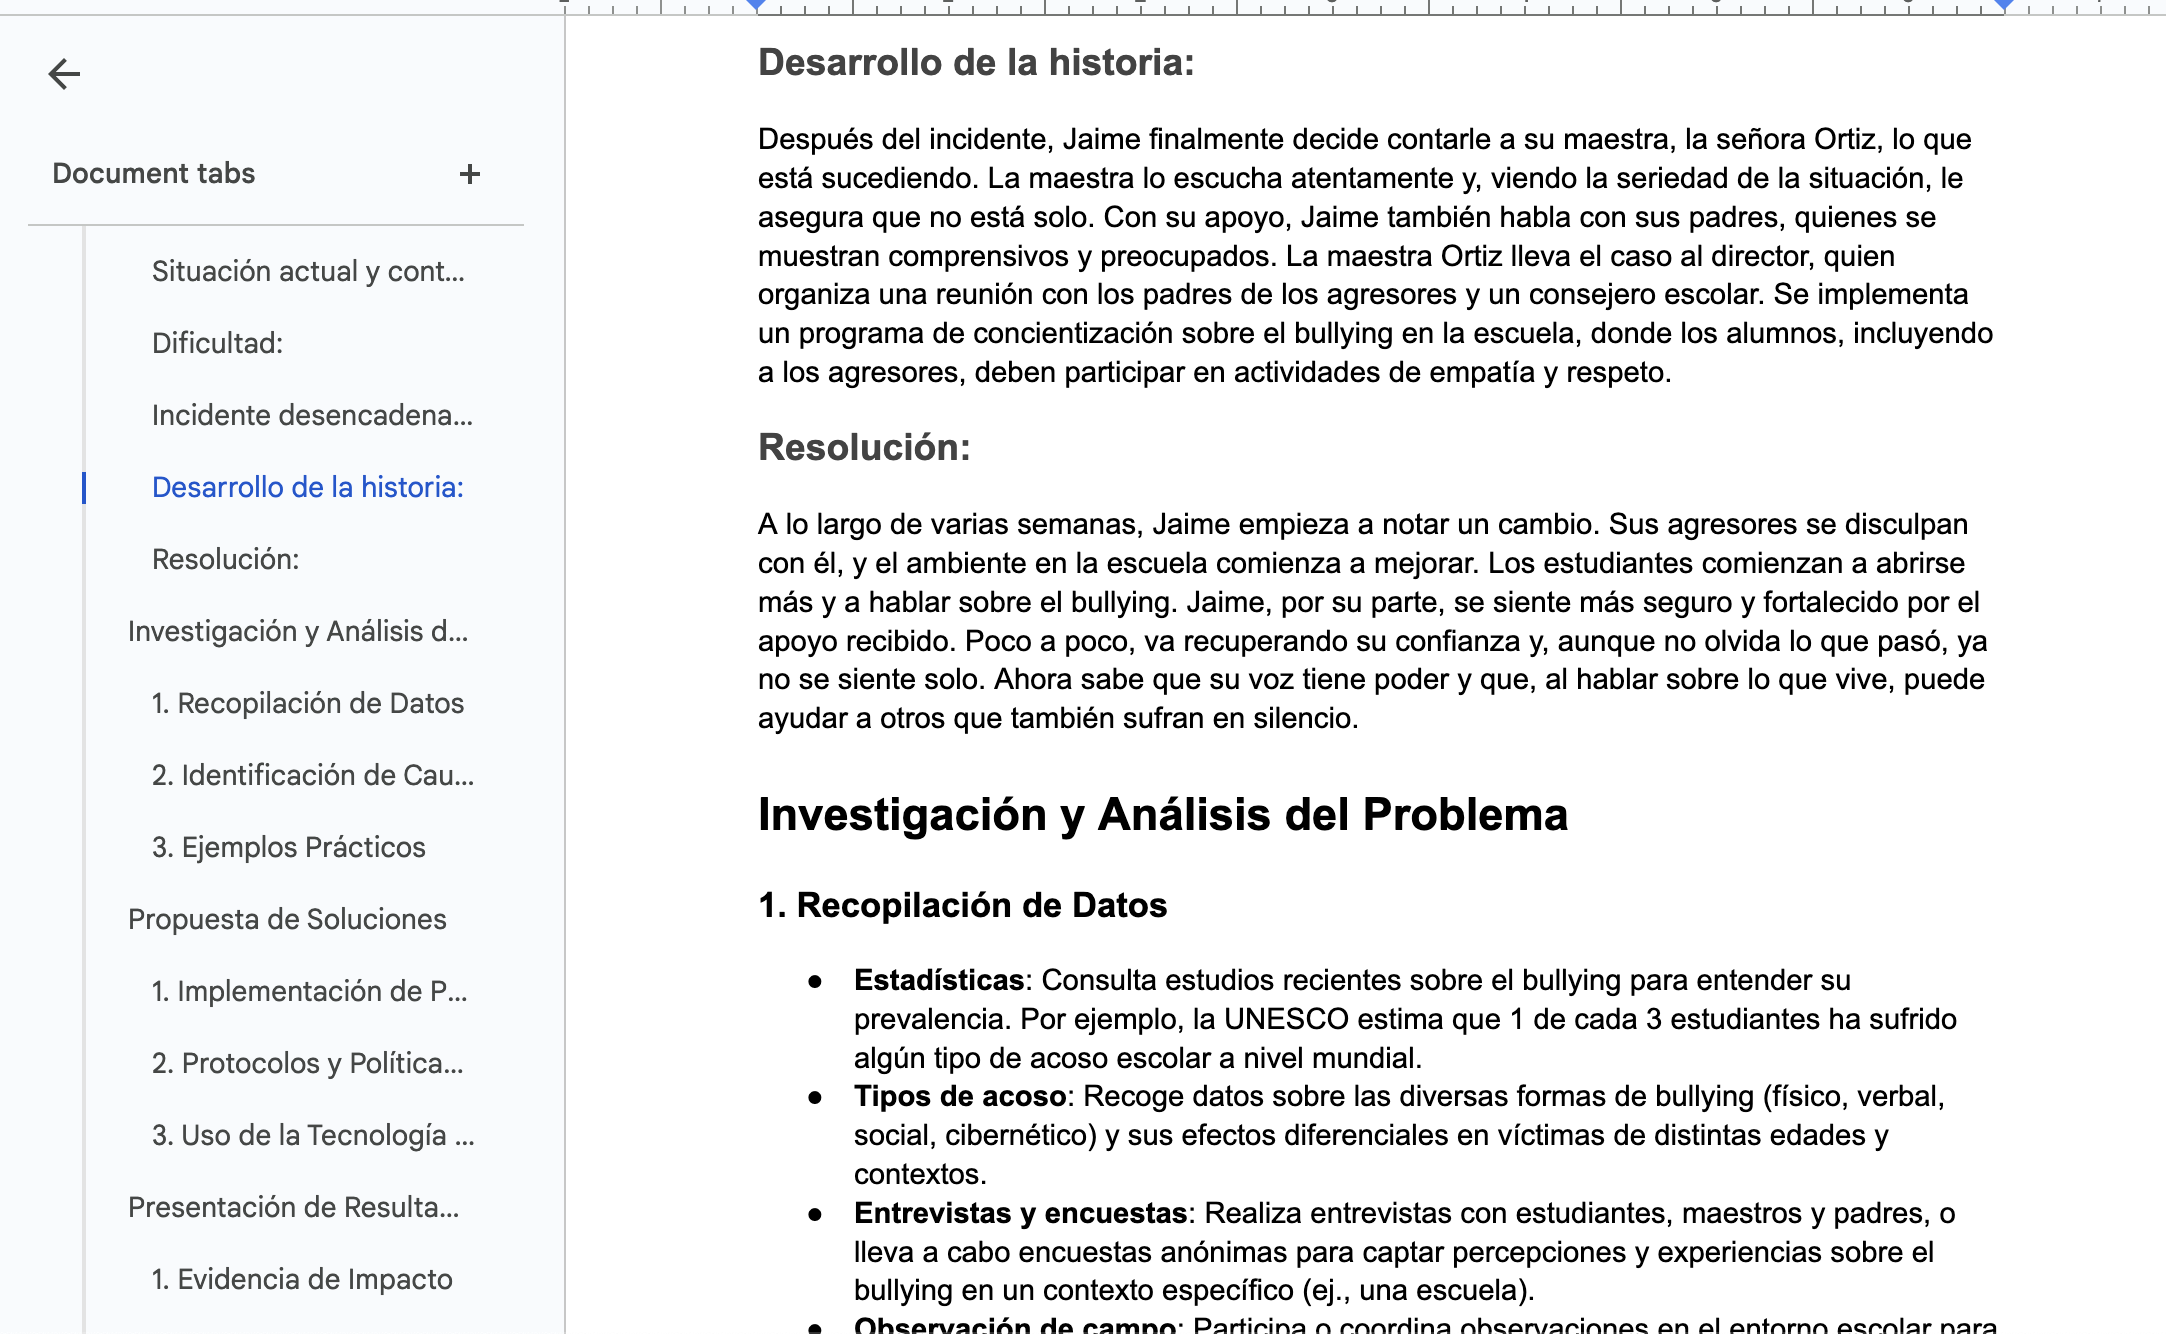 Document tabs
+
Situación actual y cont...
Dificultad:
Incidente desencadena...
Desarrollo de la historia:
Resolución:
Investigación y Análisis d...
1. Recopilación de Datos
2. Identificación de Cau...
3. Ejemplos Prácticos
Propuesta de Soluciones
1. Implementación de P...
2. Protocolos y Política...
3. Uso de la Tecnología ...
Presentación de Resulta...
1. Evidencia de Impacto
Desarrollo de la historia:
Después del incidente, Jaime finalmente decide contarle a su maestra, la señora Ortiz, lo que
está sucediendo. La maestra lo escucha atentamente y, viendo la seriedad de la situación, le
asegura que no está solo. Con su apoyo, Jaime también habla con sus padres, quienes se
muestran comprensivos y preocupados. La maestra Ortiz lleva el caso al director, quien
organiza una reunión con los padres de los agresores y un consejero escolar. Se implementa
un programa de concientización sobre el bullying en la escuela, donde los alumnos, incluyendo
a los agresores, deben participar en actividades de empatía y respeto.
Resolución:
A lo largo de varias semanas, Jaime empieza a notar un cambio. Sus agresores se disculpan
con él, y el ambiente en la escuela comienza a mejorar. Los estudiantes comienzan a abrirse
más y a hablar sobre el bullying. Jaime, por su parte, se siente más seguro y fortalecido por el
apoyo recibido. Poco a poco, va recuperando su confianza y, aunque no olvida lo que pasó, ya
no se siente solo. Ahora sabe que su voz tiene poder y que, al hablar sobre lo que vive, puede
ayudar a otros que también sufran en silencio.
Investigación y Análisis del Problema
1. Recopilación de Datos
● Estadísticas: Consulta estudios recientes sobre el bullying para entender su
prevalencia. Por ejemplo, la UNESCO estima que 1 de cada 3 estudiantes ha sufrido
algún tipo de acoso escolar a nivel mundial.
● Tipos de acoso: Recoge datos sobre las diversas formas de bullying (físico, verbal,
social, cibernético) y sus efectos diferenciales en víctimas de distintas edades y
contextos.
● Entrevistas y encuestas: Realiza entrevistas con estudiantes, maestros y padres, o
lleva a cabo encuestas anónimas para captar percepciones y experiencias sobre el
bullying en un contexto específico (ej., una escuela).
● Observación de campo: Participa o coordina observaciones en el entorno escolar para